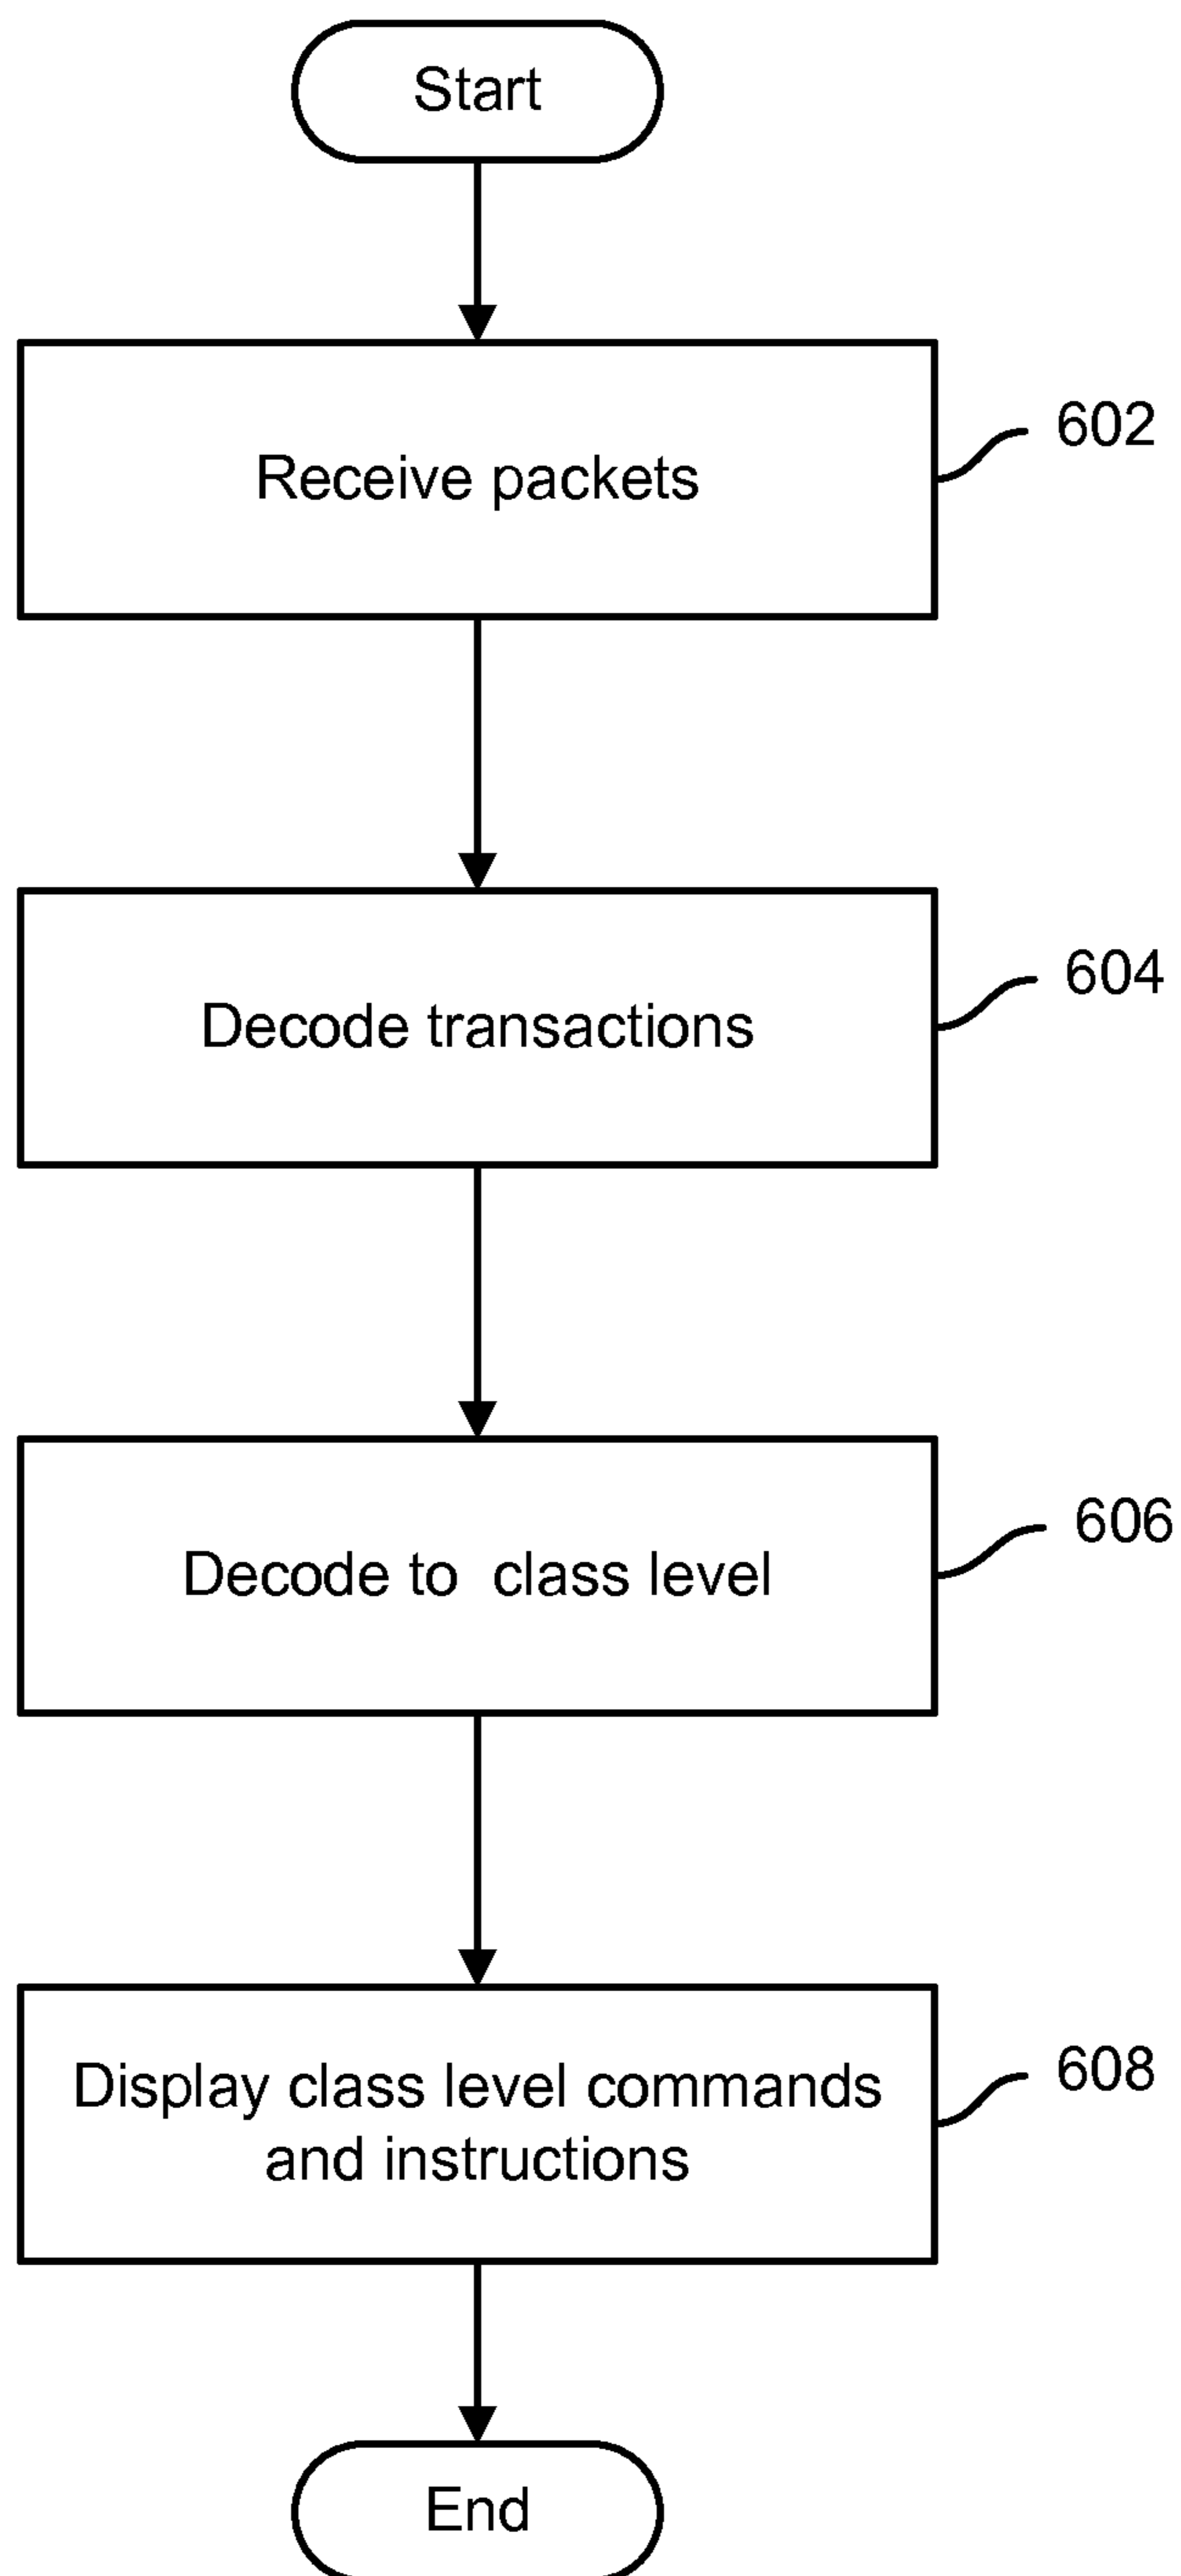 Start
Receive packets
602
Decode transactions
604
Decode to  class level
606
Display class level commands
and instructions
608
End